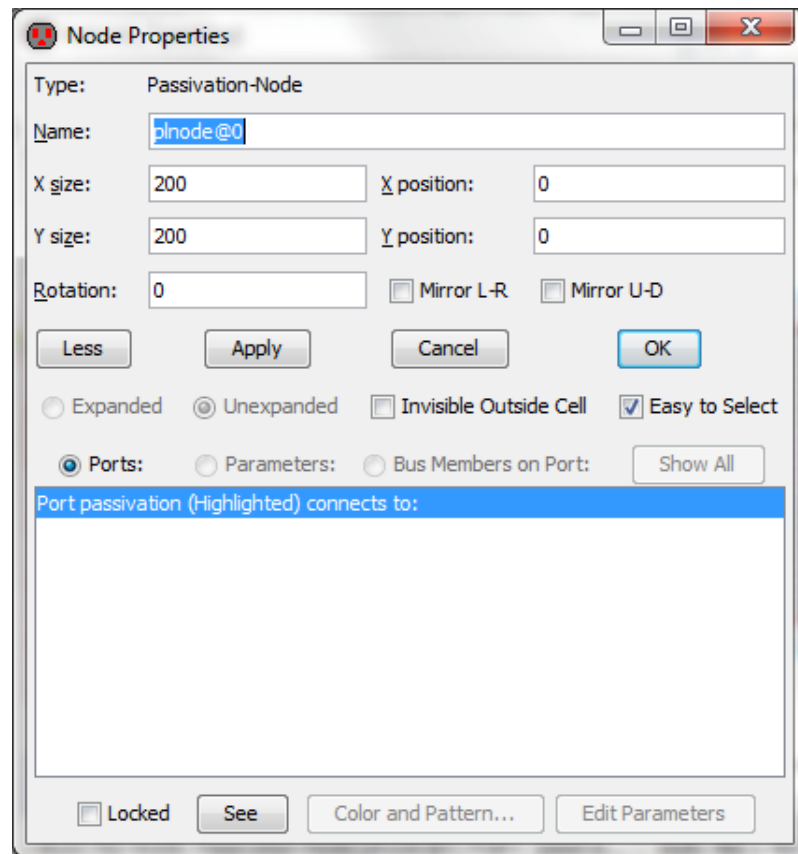 Node Properties
Type: Passivation-Node
Name: plnode@0
X size: 200 X position: 0
Y size: 200 Y position: 0
Rotation: 0 Mirror L-R Mirror U-D
Less Apply Cancel OK
Expanded Unexpanded Invisible Outside Cell Easy to Select
Ports: Parameters: Bus Members on Port: Show All
Port passivation (Highlighted) connects to:
Locked See Color and Pattern... Edit Parameters